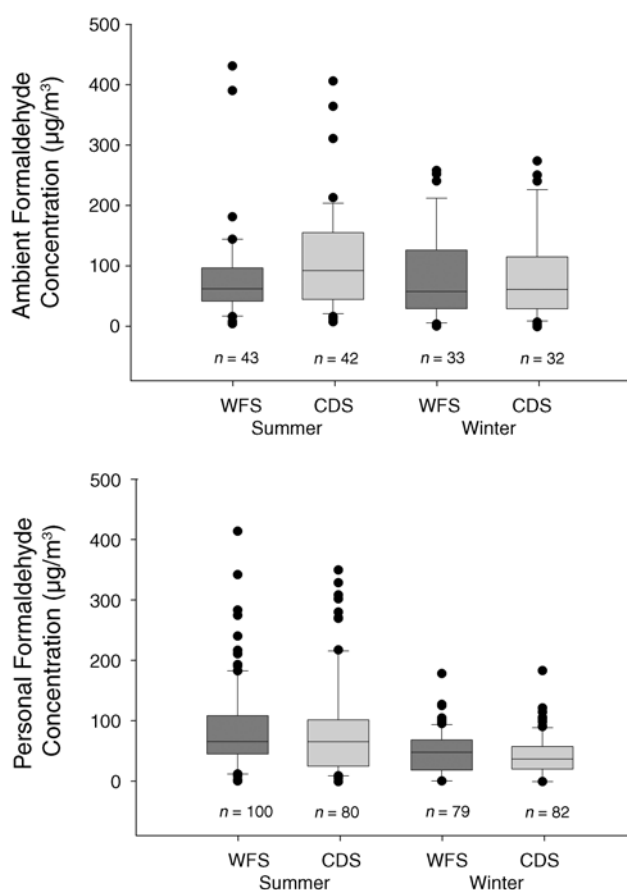 Ambient Formaldehyde
Concentration (µg/m³)
500
400
300
200
100
0
n = 43 n = 42 n = 33 n = 32
WFS CDS WFS CDS
Summer Winter
Personal Formaldehyde
Concentration (µg/m³)
500
400
300
200
100
0
n = 100 n = 80 n = 79 n = 82
WFS CDS WFS CDS
Summer Winter